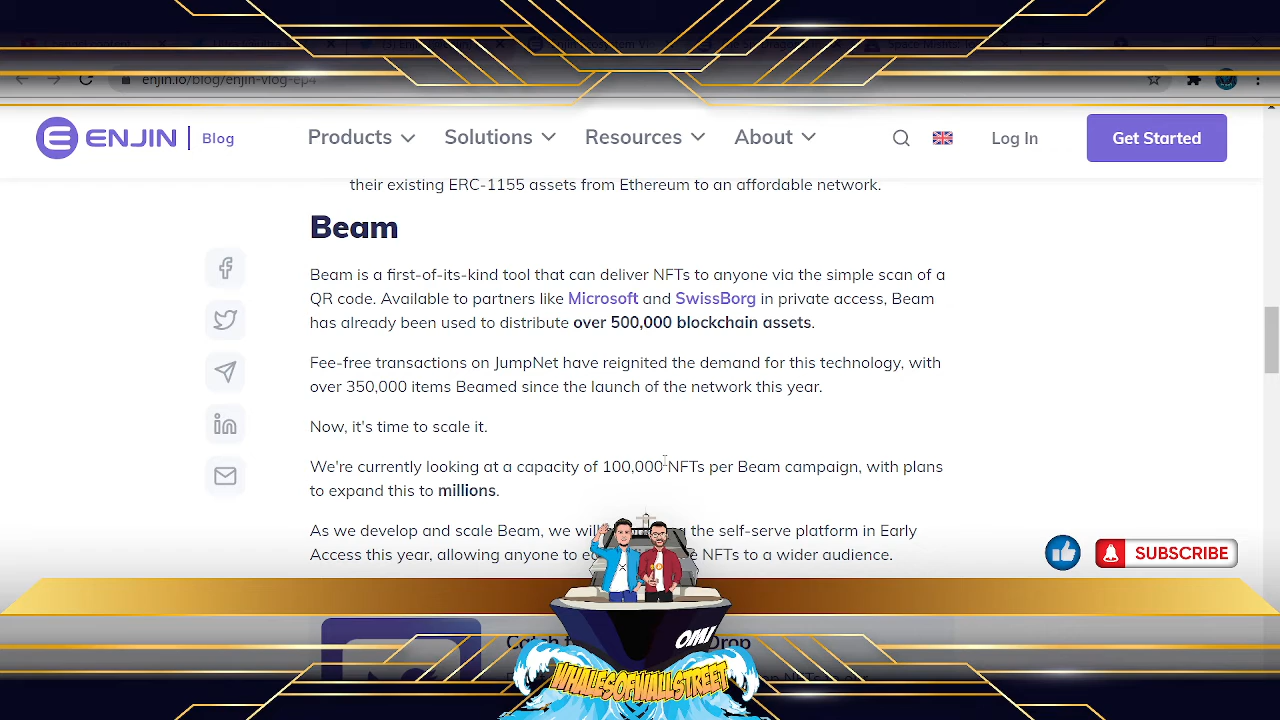 enjin.io/blog/enjin-vlog-ep4
ENJIN Blog Products Solutions Resources About Log In Get Started
their existing ERC-1155 assets from Ethereum to an affordable network.
Beam
Beam is a first-of-its-kind tool that can deliver NFTs to anyone via the simple scan of a
QR code. Available to partners like Microsoft and SwissBorg in private access, Beam
has already been used to distribute over 500,000 blockchain assets.
Fee-free transactions on JumpNet have reignited the demand for this technology, with
over 350,000 items Beamed since the launch of the network this year.
Now, it's time to scale it.
We're currently looking at a capacity of 100,000 NFTs per Beam campaign, with plans
to expand this to millions.
As we develop and scale Beam, we will the self-serve platform in Early
Access this year, allowing anyone to NFTs to a wider audience.
SUBSCRIBE
OMI
Drop
WHALESOFWALLSTREET